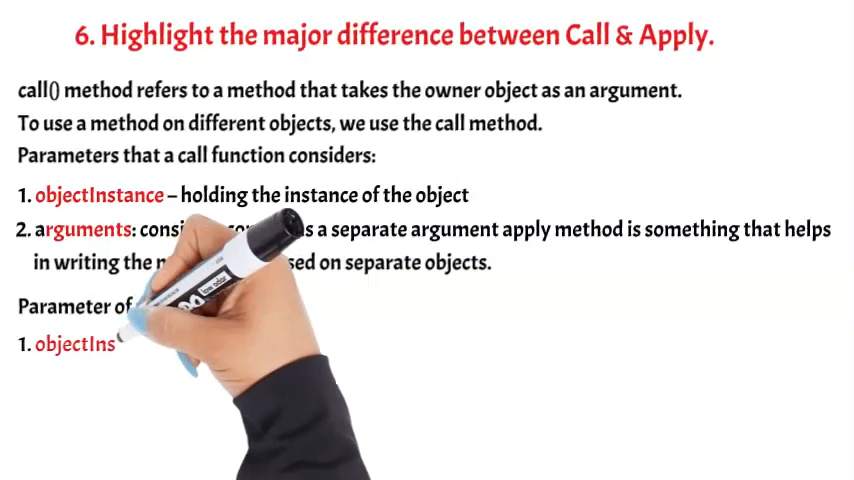 6. Highlight the major difference between Call & Apply.
call() method refers to a method that takes the owner object as an argument.
To use a method on different objects, we use the call method.
Parameters that a call function considers:
1. objectInstance – holding the instance of the object
2. arguments: as a separate argument apply method is something that helps
in writing the on separate objects.
Parameter of
1. objectIns
low odor